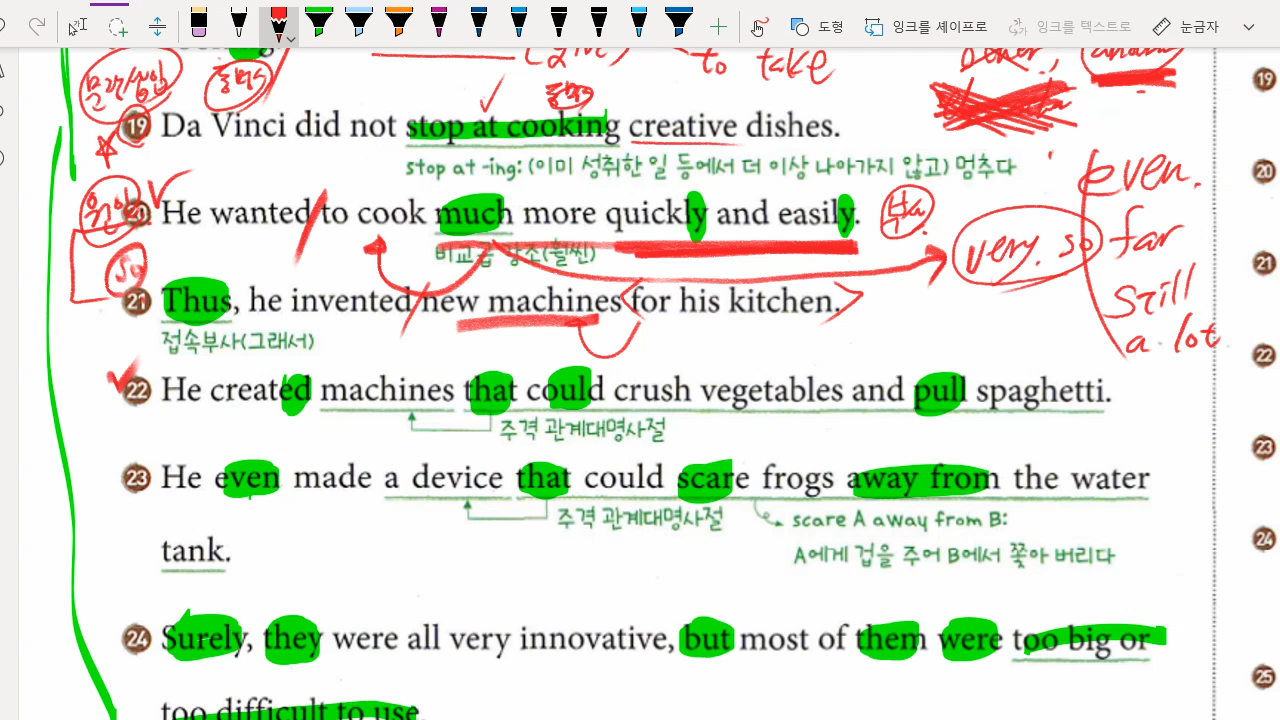 도형 잉크를 셰이프로 잉크를 텍스트로 눈금자
to take
동명사
동명사
19 Da Vinci did not stop at cooking creative dishes.
stop at -ing: (이미 성취한 일 등에서 더 이상 나아가지 않고) 멈추다
원인
20 He wanted to cook much more quickly and easily.
부사
very. so
even.
far
still
a lot
비교급 강조(훨씬)
so
21 Thus, he invented new machines for his kitchen.
접속부사(그래서)
22 He created machines that could crush vegetables and pull spaghetti.
주격 관계대명사절
23 He even made a device that could scare frogs away from the water
주격 관계대명사절
scare A away from B:
A에게 겁을 주어 B에서 쫓아 버리다
tank.
24 Surely, they were all very innovative, but most of them were too big or
too difficult to use.
19
20
21
22
23
24
25